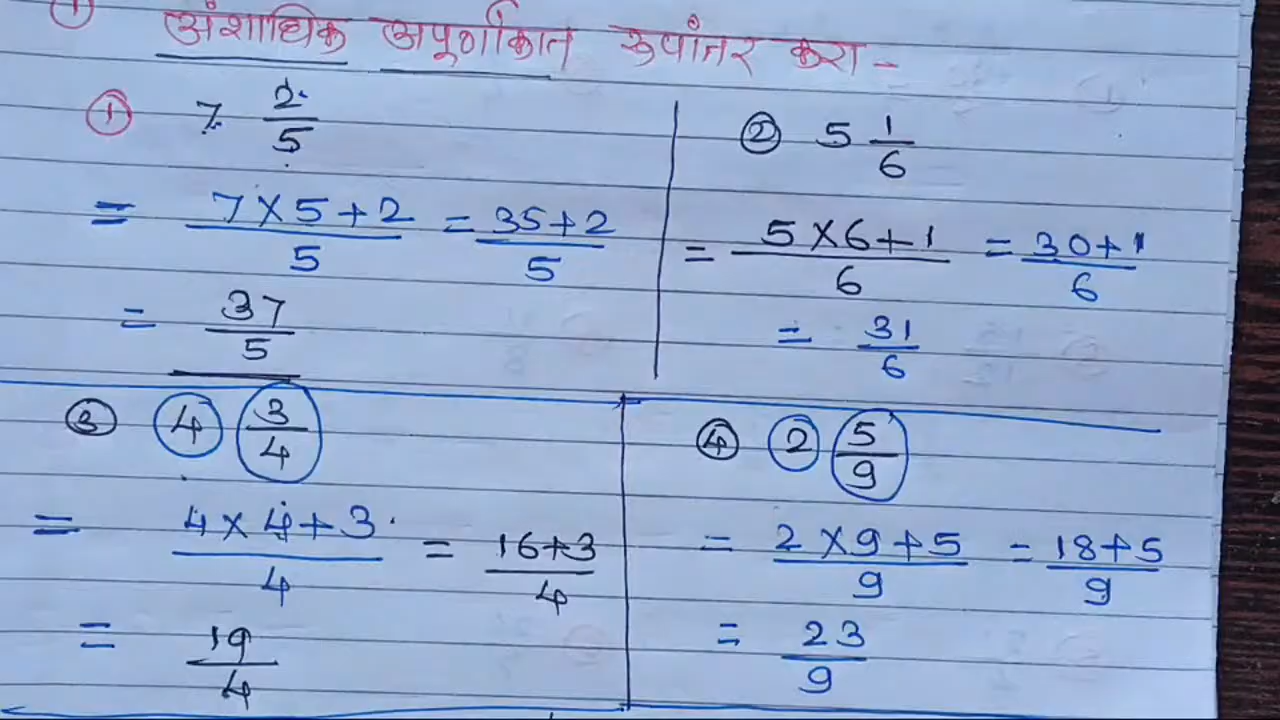 ① अंशाधिक अपूर्णांकात रुपांतर करा -
① 7 2/5
= 7×5+2/5 = 35+2/5
= 37/5
② 5 1/6
= 5×6+1/6 = 30+1/6
= 31/6
③ 4 3/4
= 4×4+3/4 = 16+3/4
= 19/4
④ 2 5/9
= 2×9+5/9 = 18+5/9
= 23/9